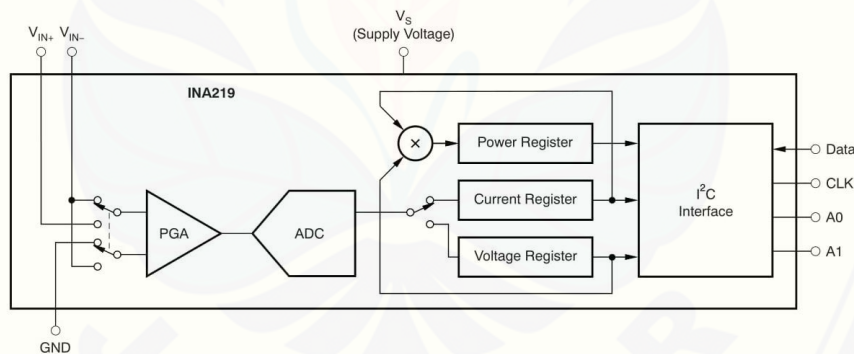 V_S
(Supply Voltage)
V_IN+ V_IN–
INA219
×
Power Register
Current Register
Voltage Register
PGA
ADC
I²C
Interface
Data
CLK
A0
A1
GND